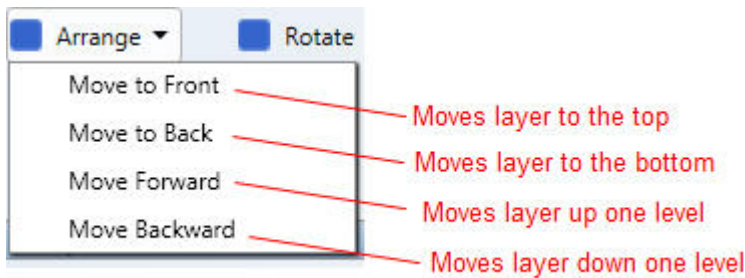 Arrange Rotate
Move to Front
Moves layer to the top
Move to Back
Moves layer to the bottom
Move Forward
Moves layer up one level
Move Backward
Moves layer down one level